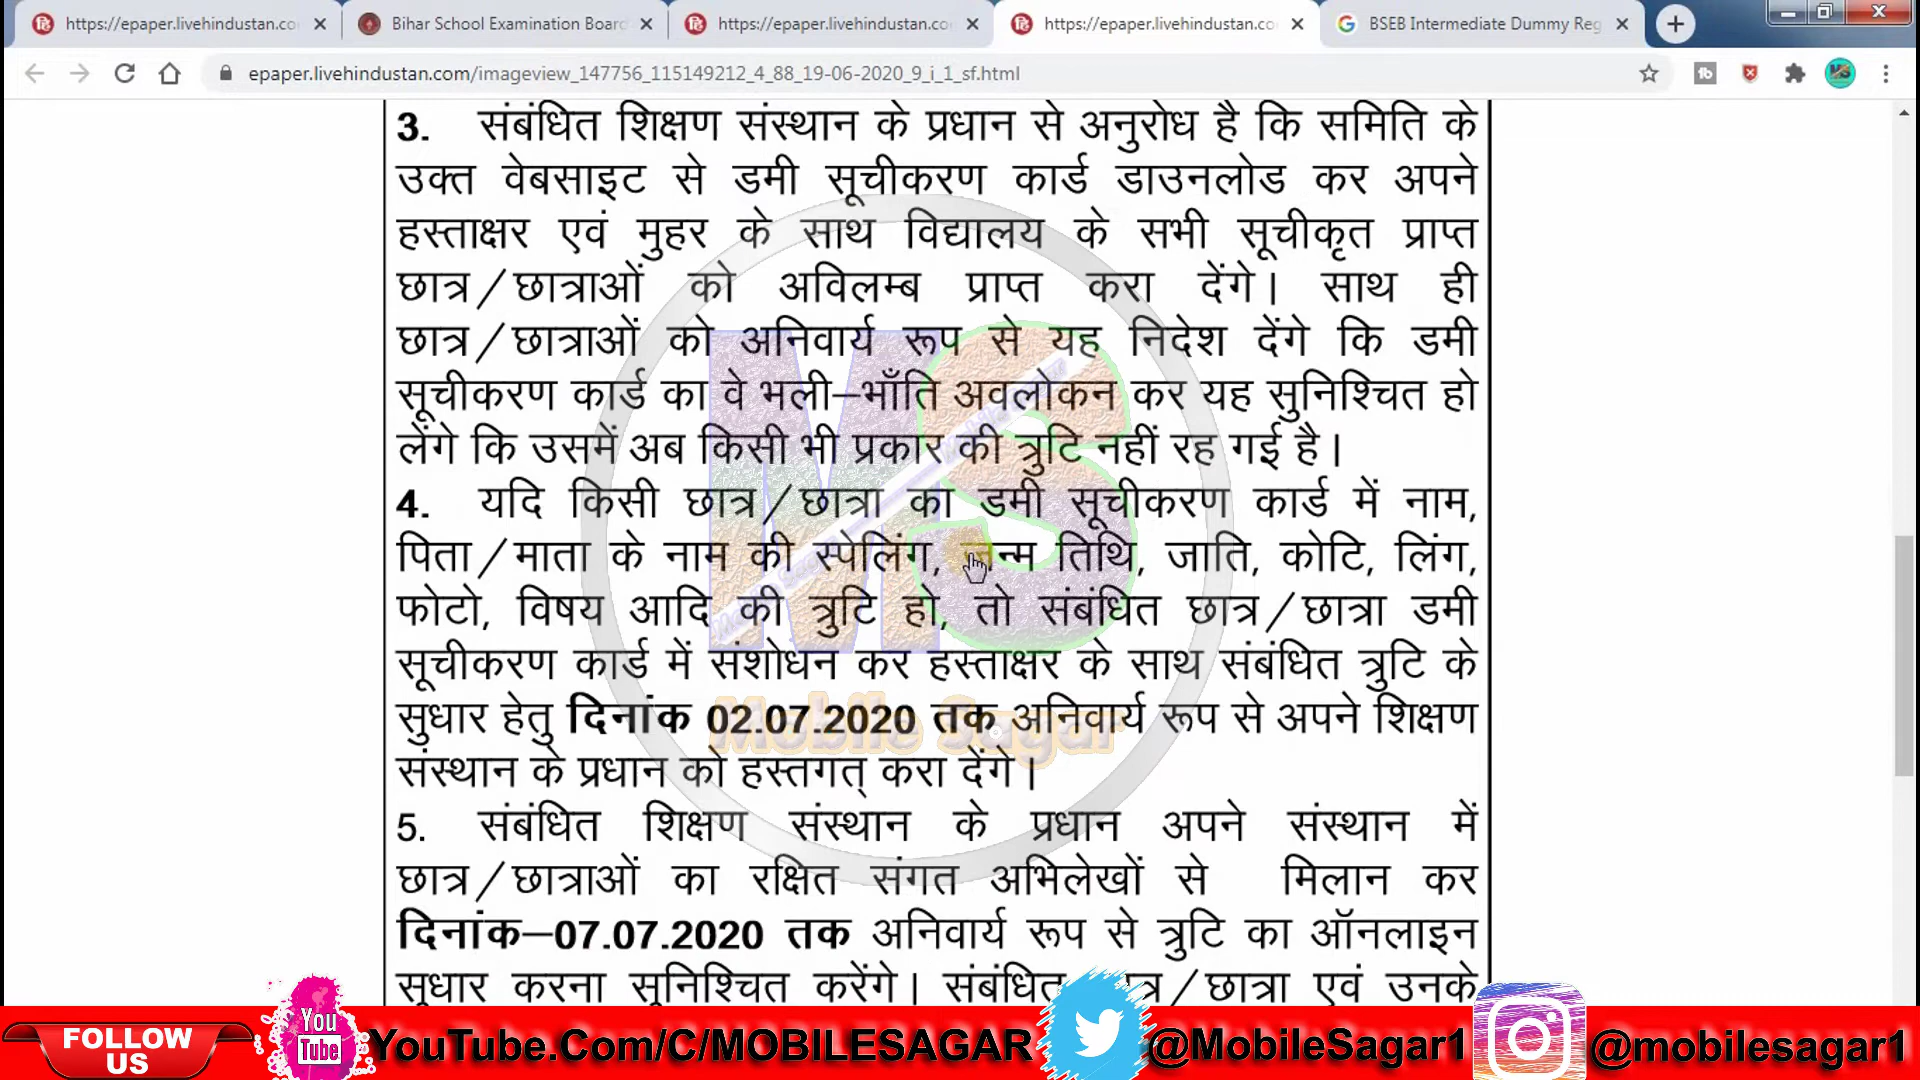 https://epaper.livehindustan.co
Bihar School Examination Board
https://epaper.livehindustan.co
https://epaper.livehindustan.co
BSEB Intermediate Dummy Reg
epaper.livehindustan.com/imageview_147756_115149212_4_88_19-06-2020_9_i_1_sf.html
3. संबंधित शिक्षण संस्थान के प्रधान से अनुरोध है कि समिति के
उक्त वेबसाइट से डमी सूचीकरण कार्ड डाउनलोड कर अपने
हस्ताक्षर एवं मुहर के साथ विद्यालय के सभी सूचीकृत प्राप्त
छात्र/छात्राओं को अविलम्ब प्राप्त करा देंगे। साथ ही
छात्र/छात्राओं को अनिवार्य रूप से यह निदेश देंगे कि डमी
सूचीकरण कार्ड का वे भली–भाँति अवलोकन कर यह सुनिश्चित हो
लेंगे कि उसमें अब किसी भी प्रकार की त्रुटि नहीं रह गई है।
4. यदि किसी छात्र/छात्रा का डमी सूचीकरण कार्ड में नाम,
पिता/माता के नाम की स्पेलिंग, जन्म तिथि, जाति, कोटि, लिंग,
फोटो, विषय आदि की त्रुटि हो, तो संबंधित छात्र/छात्रा डमी
सूचीकरण कार्ड में संशोधन कर हस्ताक्षर के साथ संबंधित त्रुटि के
सुधार हेतु दिनांक 02.07.2020 तक अनिवार्य रूप से अपने शिक्षण
संस्थान के प्रधान को हस्तगत् करा देंगे।
5. संबंधित शिक्षण संस्थान के प्रधान अपने संस्थान में
छात्र/छात्राओं का रक्षित संगत अभिलेखों से मिलान कर
दिनांक–07.07.2020 तक अनिवार्य रूप से त्रुटि का ऑनलाइन
सुधार करना सुनिश्चित करेंगे। संबंधित छात्र/छात्रा एवं उनके
MS
Mobile Sagar
FOLLOW
US
You
Tube
YouTube.Com/C/MOBILESAGAR
@MobileSagar1
@mobilesagar1